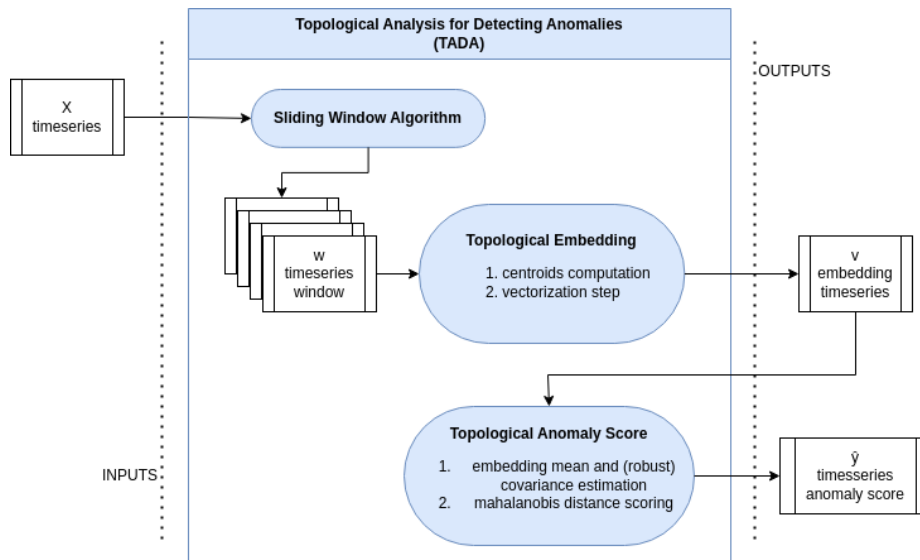 Topological Analysis for Detecting Anomalies
(TADA)
OUTPUTS
X
timeseries
Sliding Window Algorithm
w
timeseries
window
Topological Embedding
1. centroids computation
2. vectorization step
v
embedding
timeseries
Topological Anomaly Score
1. embedding mean and (robust)
covariance estimation
2. mahalanobis distance scoring
INPUTS
ŷ
timesseries
anomaly score